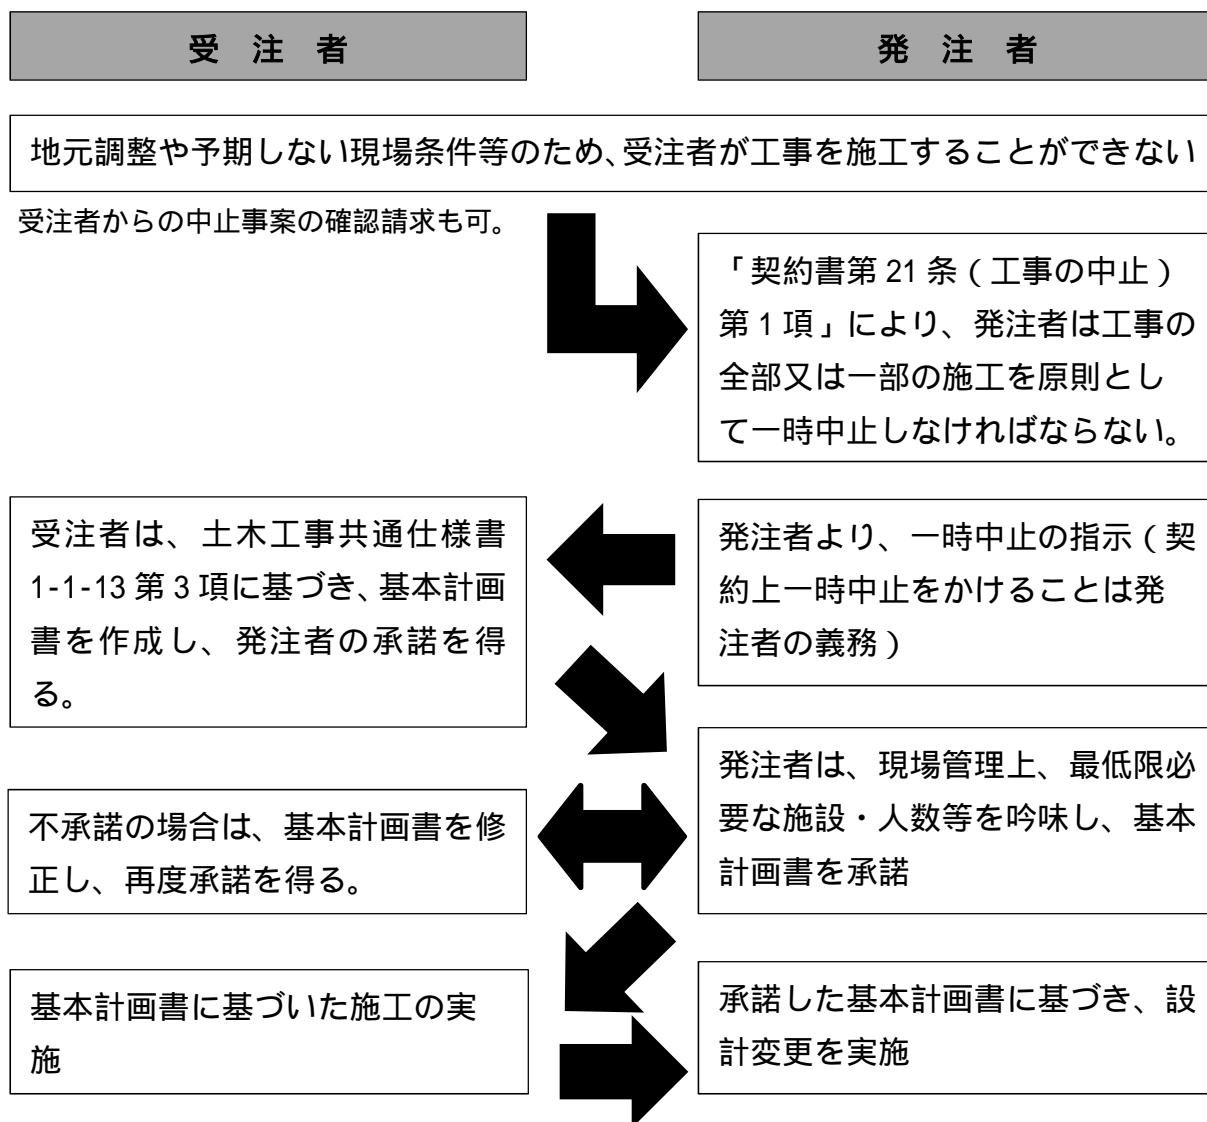 受 注 者
発 注 者
地元調整や予期しない現場条件等のため、受注者が工事を施工することができない
受注者からの中止事案の確認請求も可。
「契約書第 21 条（工事の中止）
第 1 項」により、発注者は工事の
全部又は一部の施工を原則とし
て一時中止しなければならない。
発注者より、一時中止の指示（契
約上一時中止をかけることは発
注者の義務）
受注者は、土木工事共通仕様書
1-1-13 第 3 項に基づき、基本計画
書を作成し、発注者の承諾を得
る。
発注者は、現場管理上、最低限必
要な施設・人数等を吟味し、基本
計画書を承諾
不承諾の場合は、基本計画書を修
正し、再度承諾を得る。
基本計画書に基づいた施工の実
施
承諾した基本計画書に基づき、設
計変更を実施